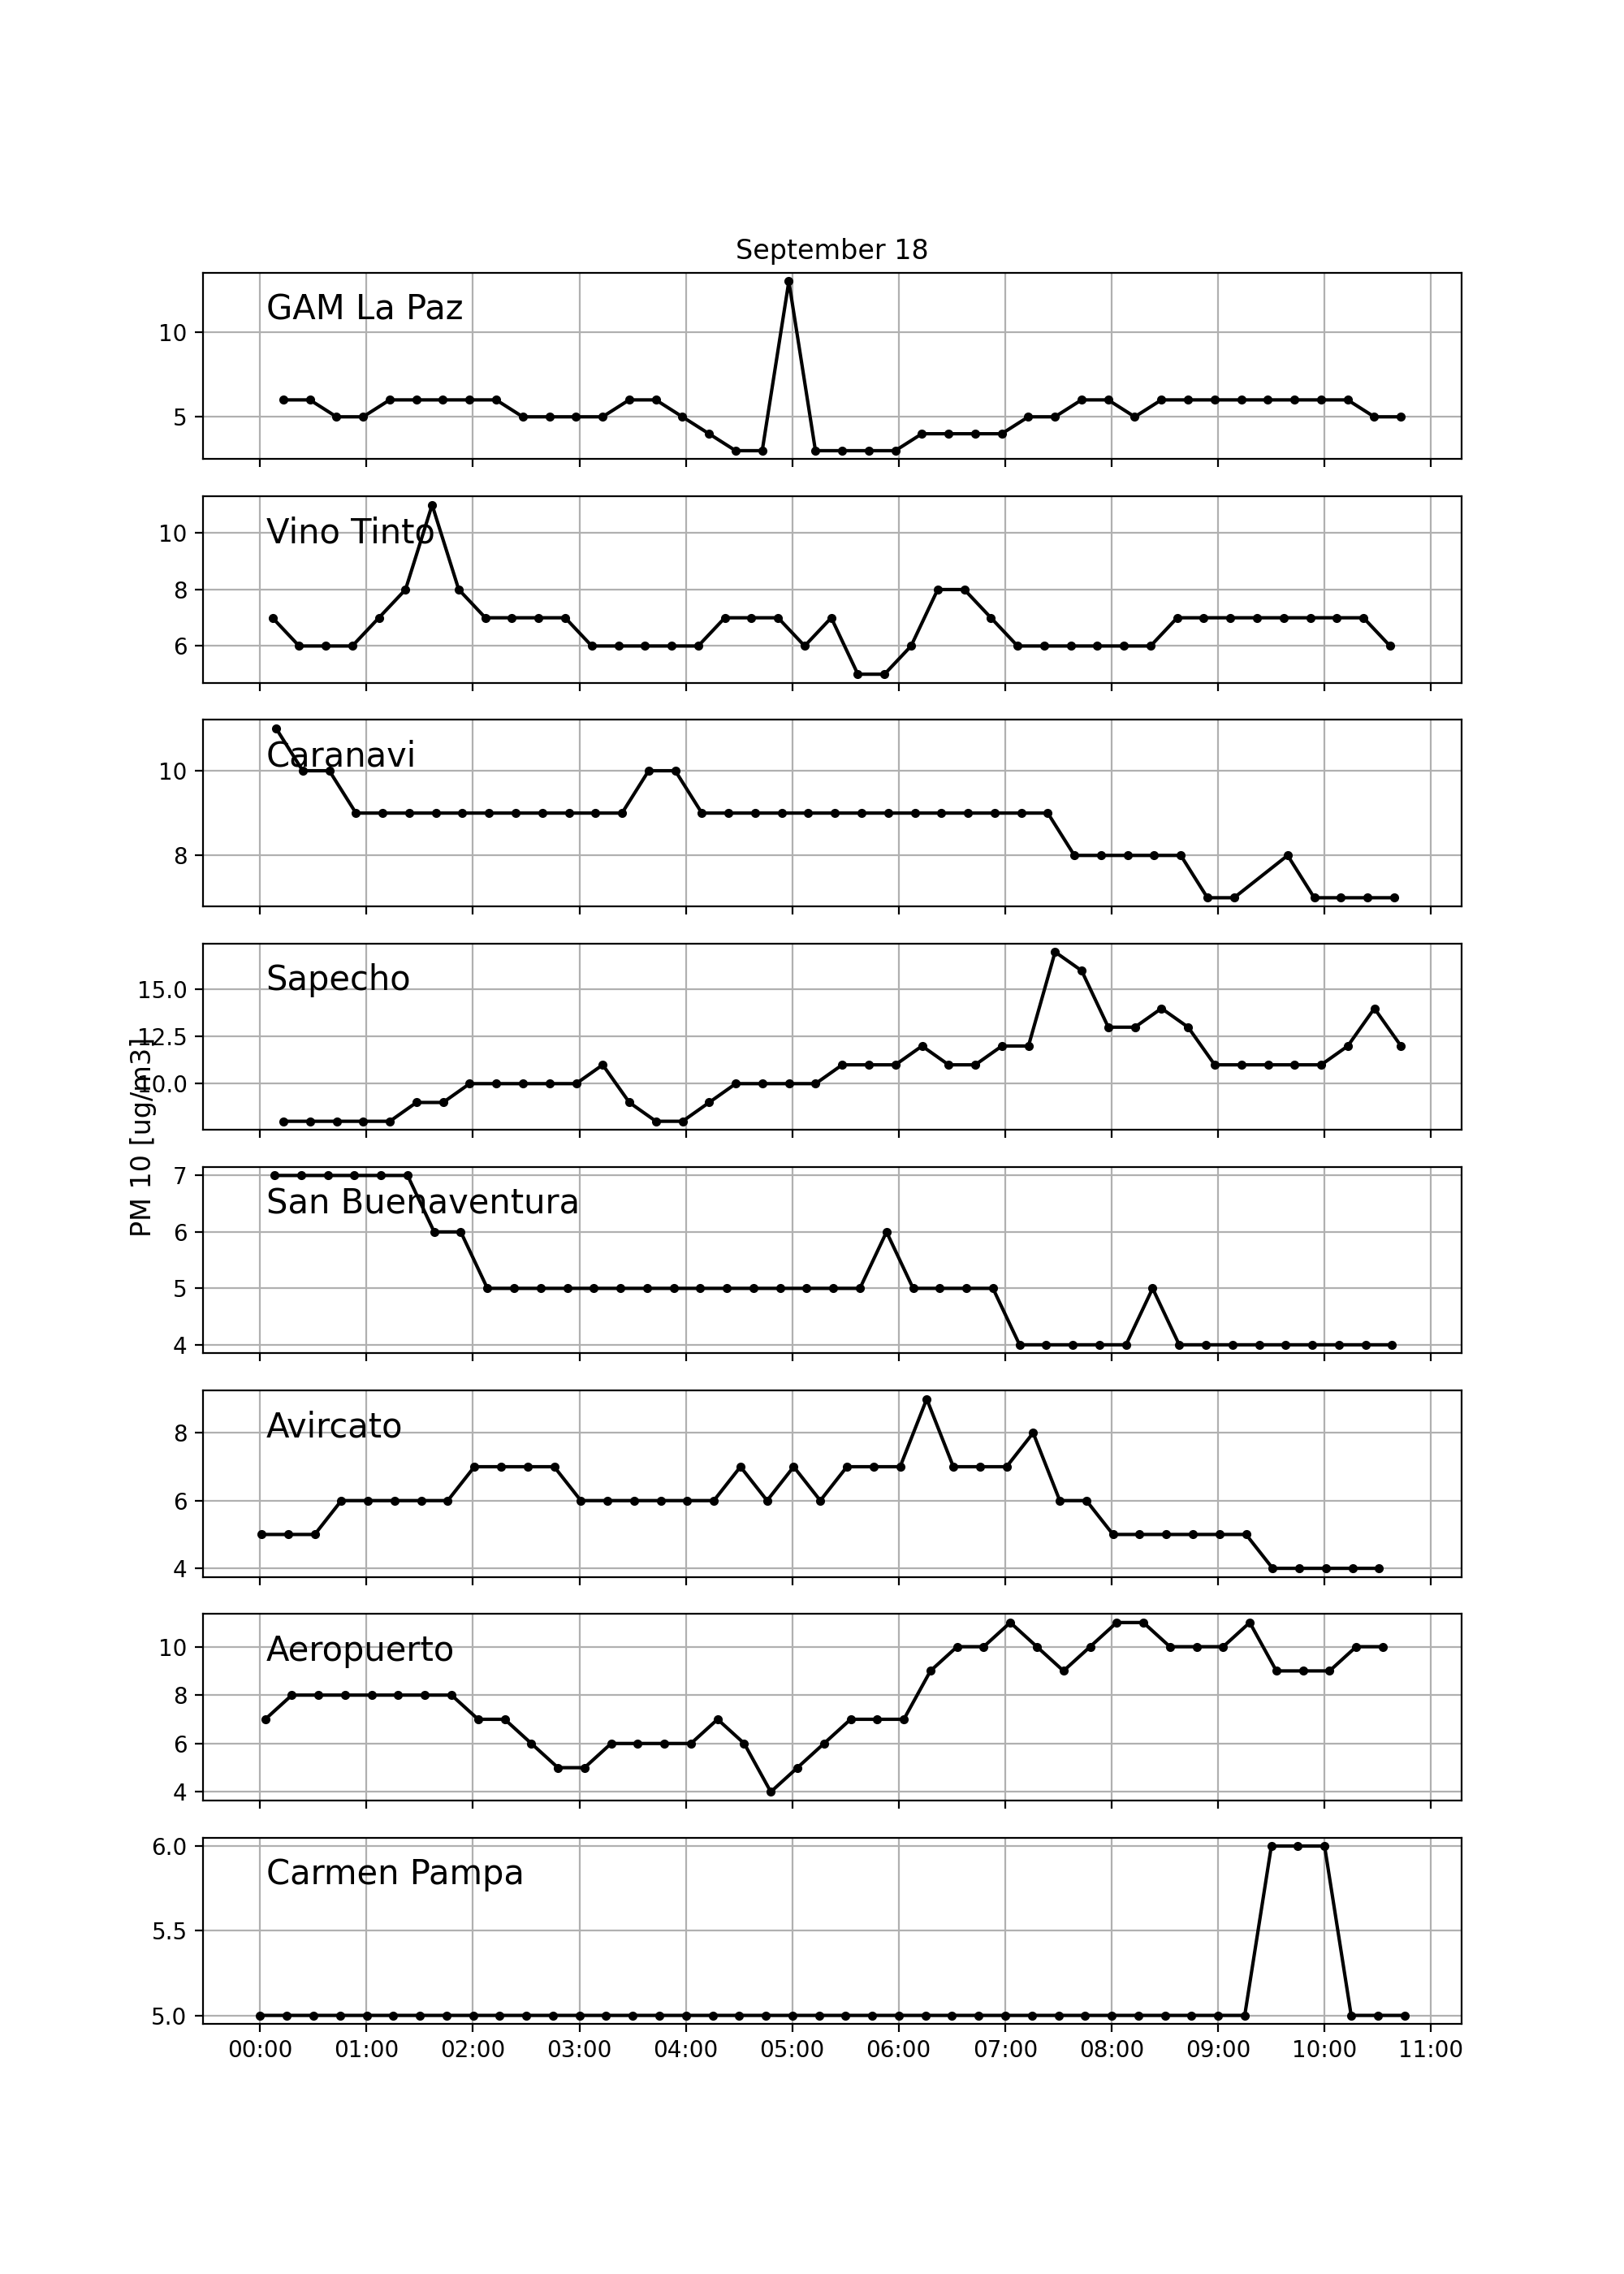 September 18
GAM La Paz
10
5
Vino Tinto
10
8
6
Caranavi
10
8
Sapecho
15.0
12.5
10.0
PM 10 [ug/m3]
San Buenaventura
7
6
5
4
Avircato
8
6
4
Aeropuerto
10
8
6
4
Carmen Pampa
6.0
5.5
5.0
00:00 01:00 02:00 03:00 04:00 05:00 06:00 07:00 08:00 09:00 10:00 11:00